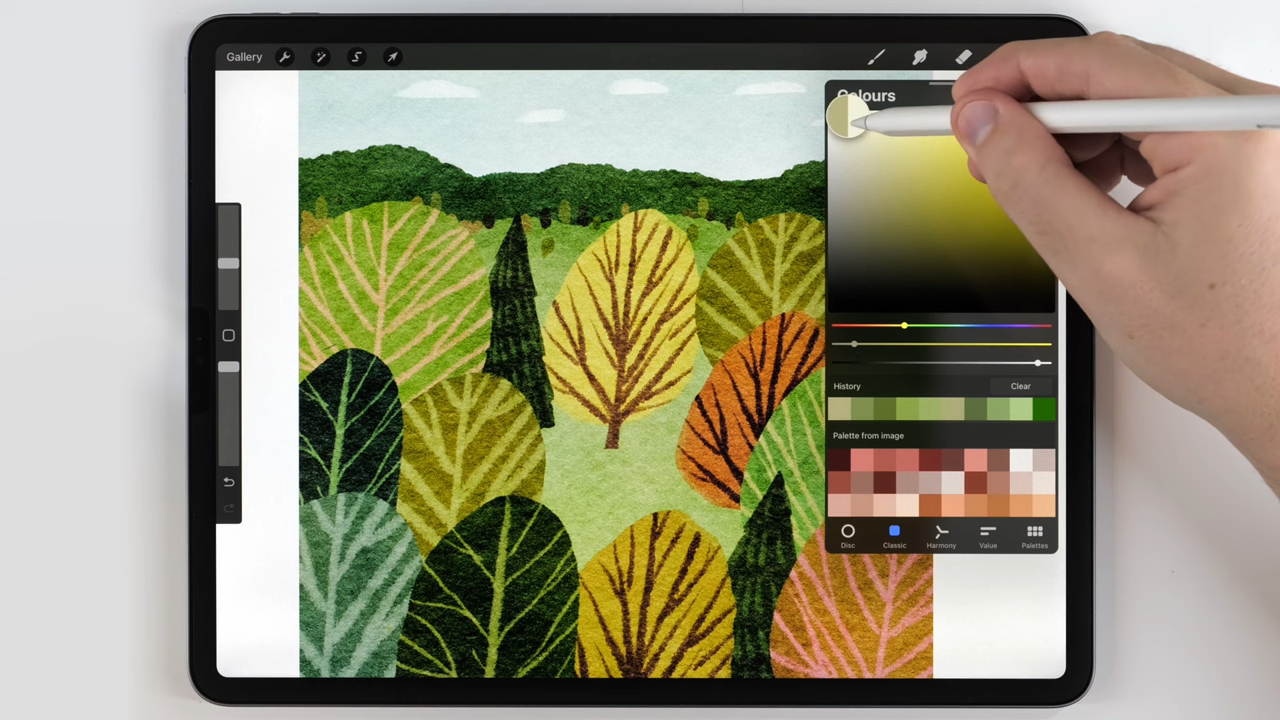 Gallery
Colours
History
Clear
Palette from image
Disc
Classic
Harmony
Value
Palettes